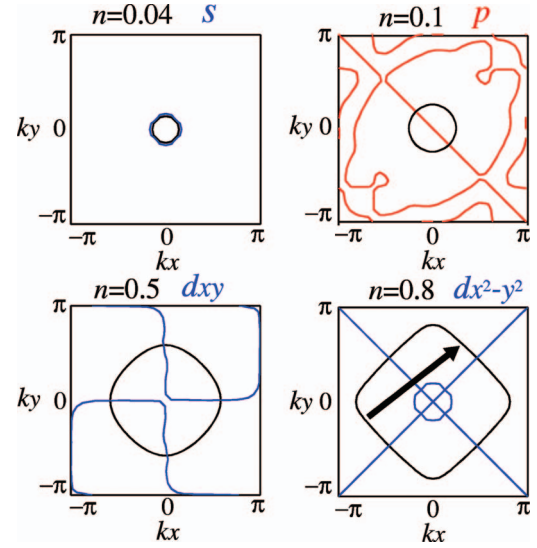 n=0.04 s
π
ky 0
−π
−π 0 π
kx
n=0.1 p
π
ky 0
−π
−π 0 π
kx
n=0.5 dxy
π
ky 0
−π
−π 0 π
kx
n=0.8 dx²-y²
π
ky 0
−π
−π 0 π
kx